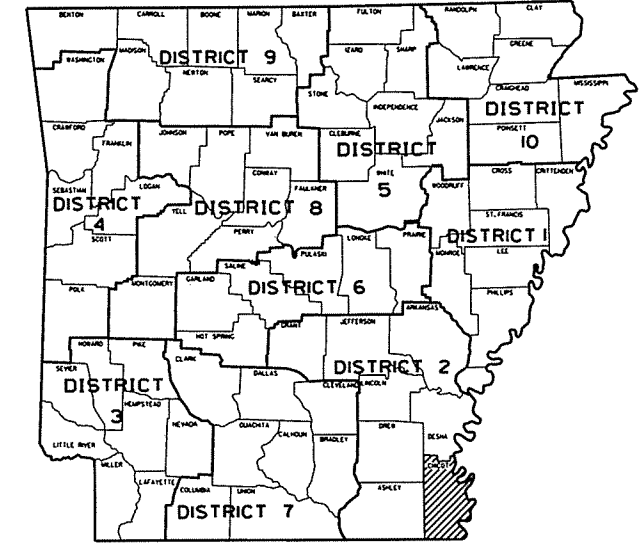 BENTON CARROLL BOONE MARION BAXTER FULTON RANDOLPH CLAY
WASHINGTON MADISON DISTRICT 9 IZARD SHARP GREENE
NEWTON SEARCY STONE LAWRENCE
CRAIGHEAD MISSISSIPPI
INDEPENDENCE JACKSON DISTRICT
CRAWFORD FRANKLIN JOHNSON POPE VAN BUREN CLEBURNE POINSETT 10
DISTRICT
CONWAY WHITE CROSS CRITTENDEN
SEBASTIAN LOGAN FAULKNER 5 WOODRUFF
DISTRICT YELL DISTRICT 8 ST. FRANCIS
4 SCOTT PERRY LONOKE PRAIRIE DISTRICT 1
PULASKI MONROE LEE
SALINE
POLK MONTGOMERY GARLAND DISTRICT 6 PHILLIPS
ARKANSAS
HOT SPRING GRANT JEFFERSON
HOWARD PIKE CLARK
SEVIER DALLAS DISTRICT 2
DISTRICT CLEVELAND LINCOLN
3 HEMPSTEAD
NEVADA OUACHITA CALHOUN DREW DESHA
LITTLE RIVER BRADLEY
MILLER CHICOT
LAFAYETTE COLUMBIA UNION ASHLEY
DISTRICT 7